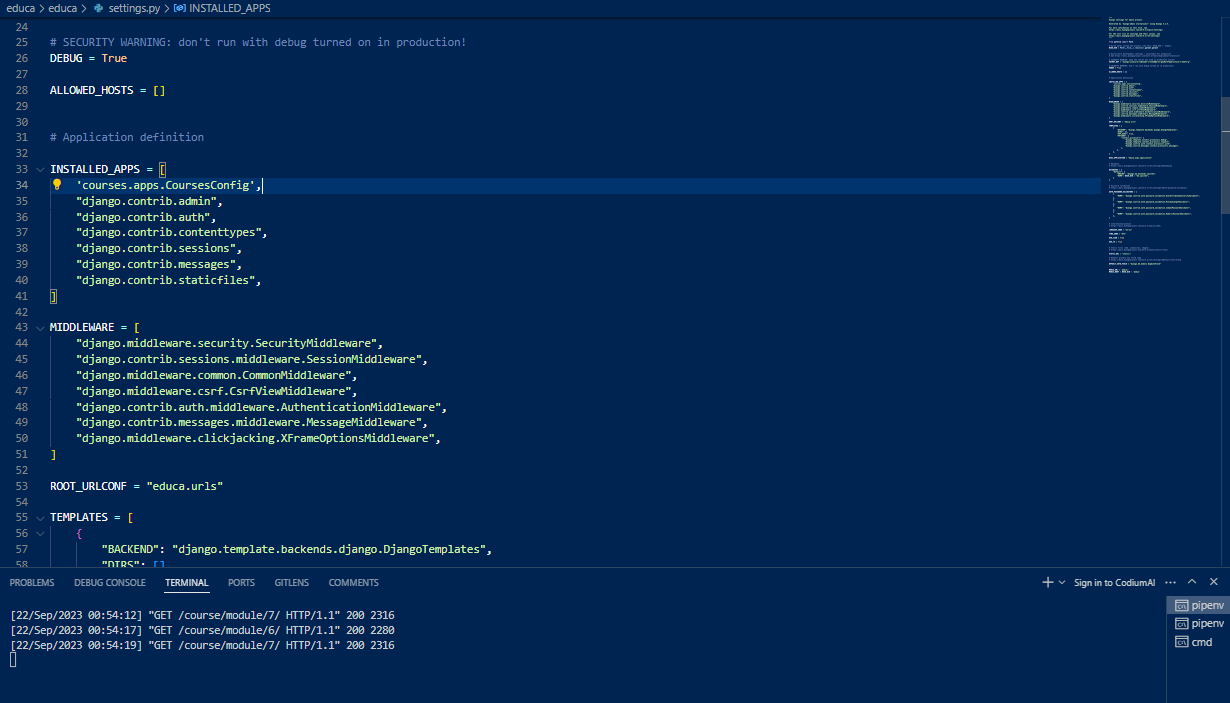 educa > educa > settings.py > INSTALLED_APPS
24
25 # SECURITY WARNING: don't run with debug turned on in production!
26 DEBUG = True
27
28 ALLOWED_HOSTS = []
29
30
31 # Application definition
32
33 INSTALLED_APPS = [
34 'courses.apps.CoursesConfig',
35 "django.contrib.admin",
36 "django.contrib.auth",
37 "django.contrib.contenttypes",
38 "django.contrib.sessions",
39 "django.contrib.messages",
40 "django.contrib.staticfiles",
41 ]
42
43 MIDDLEWARE = [
44 "django.middleware.security.SecurityMiddleware",
45 "django.contrib.sessions.middleware.SessionMiddleware",
46 "django.middleware.common.CommonMiddleware",
47 "django.middleware.csrf.CsrfViewMiddleware",
48 "django.contrib.auth.middleware.AuthenticationMiddleware",
49 "django.contrib.messages.middleware.MessageMiddleware",
50 "django.middleware.clickjacking.XFrameOptionsMiddleware",
51 ]
52
53 ROOT_URLCONF = "educa.urls"
54
55 TEMPLATES = [
56 {
57 "BACKEND": "django.template.backends.django.DjangoTemplates",
58 "DIRS": []
PROBLEMS DEBUG CONSOLE TERMINAL PORTS GITLENS COMMENTS
Sign in to CodiumAI
[22/Sep/2023 00:54:12] "GET /course/module/7/ HTTP/1.1" 200 2316
[22/Sep/2023 00:54:17] "GET /course/module/6/ HTTP/1.1" 200 2280
[22/Sep/2023 00:54:19] "GET /course/module/7/ HTTP/1.1" 200 2316
pipenv
pipenv
cmd